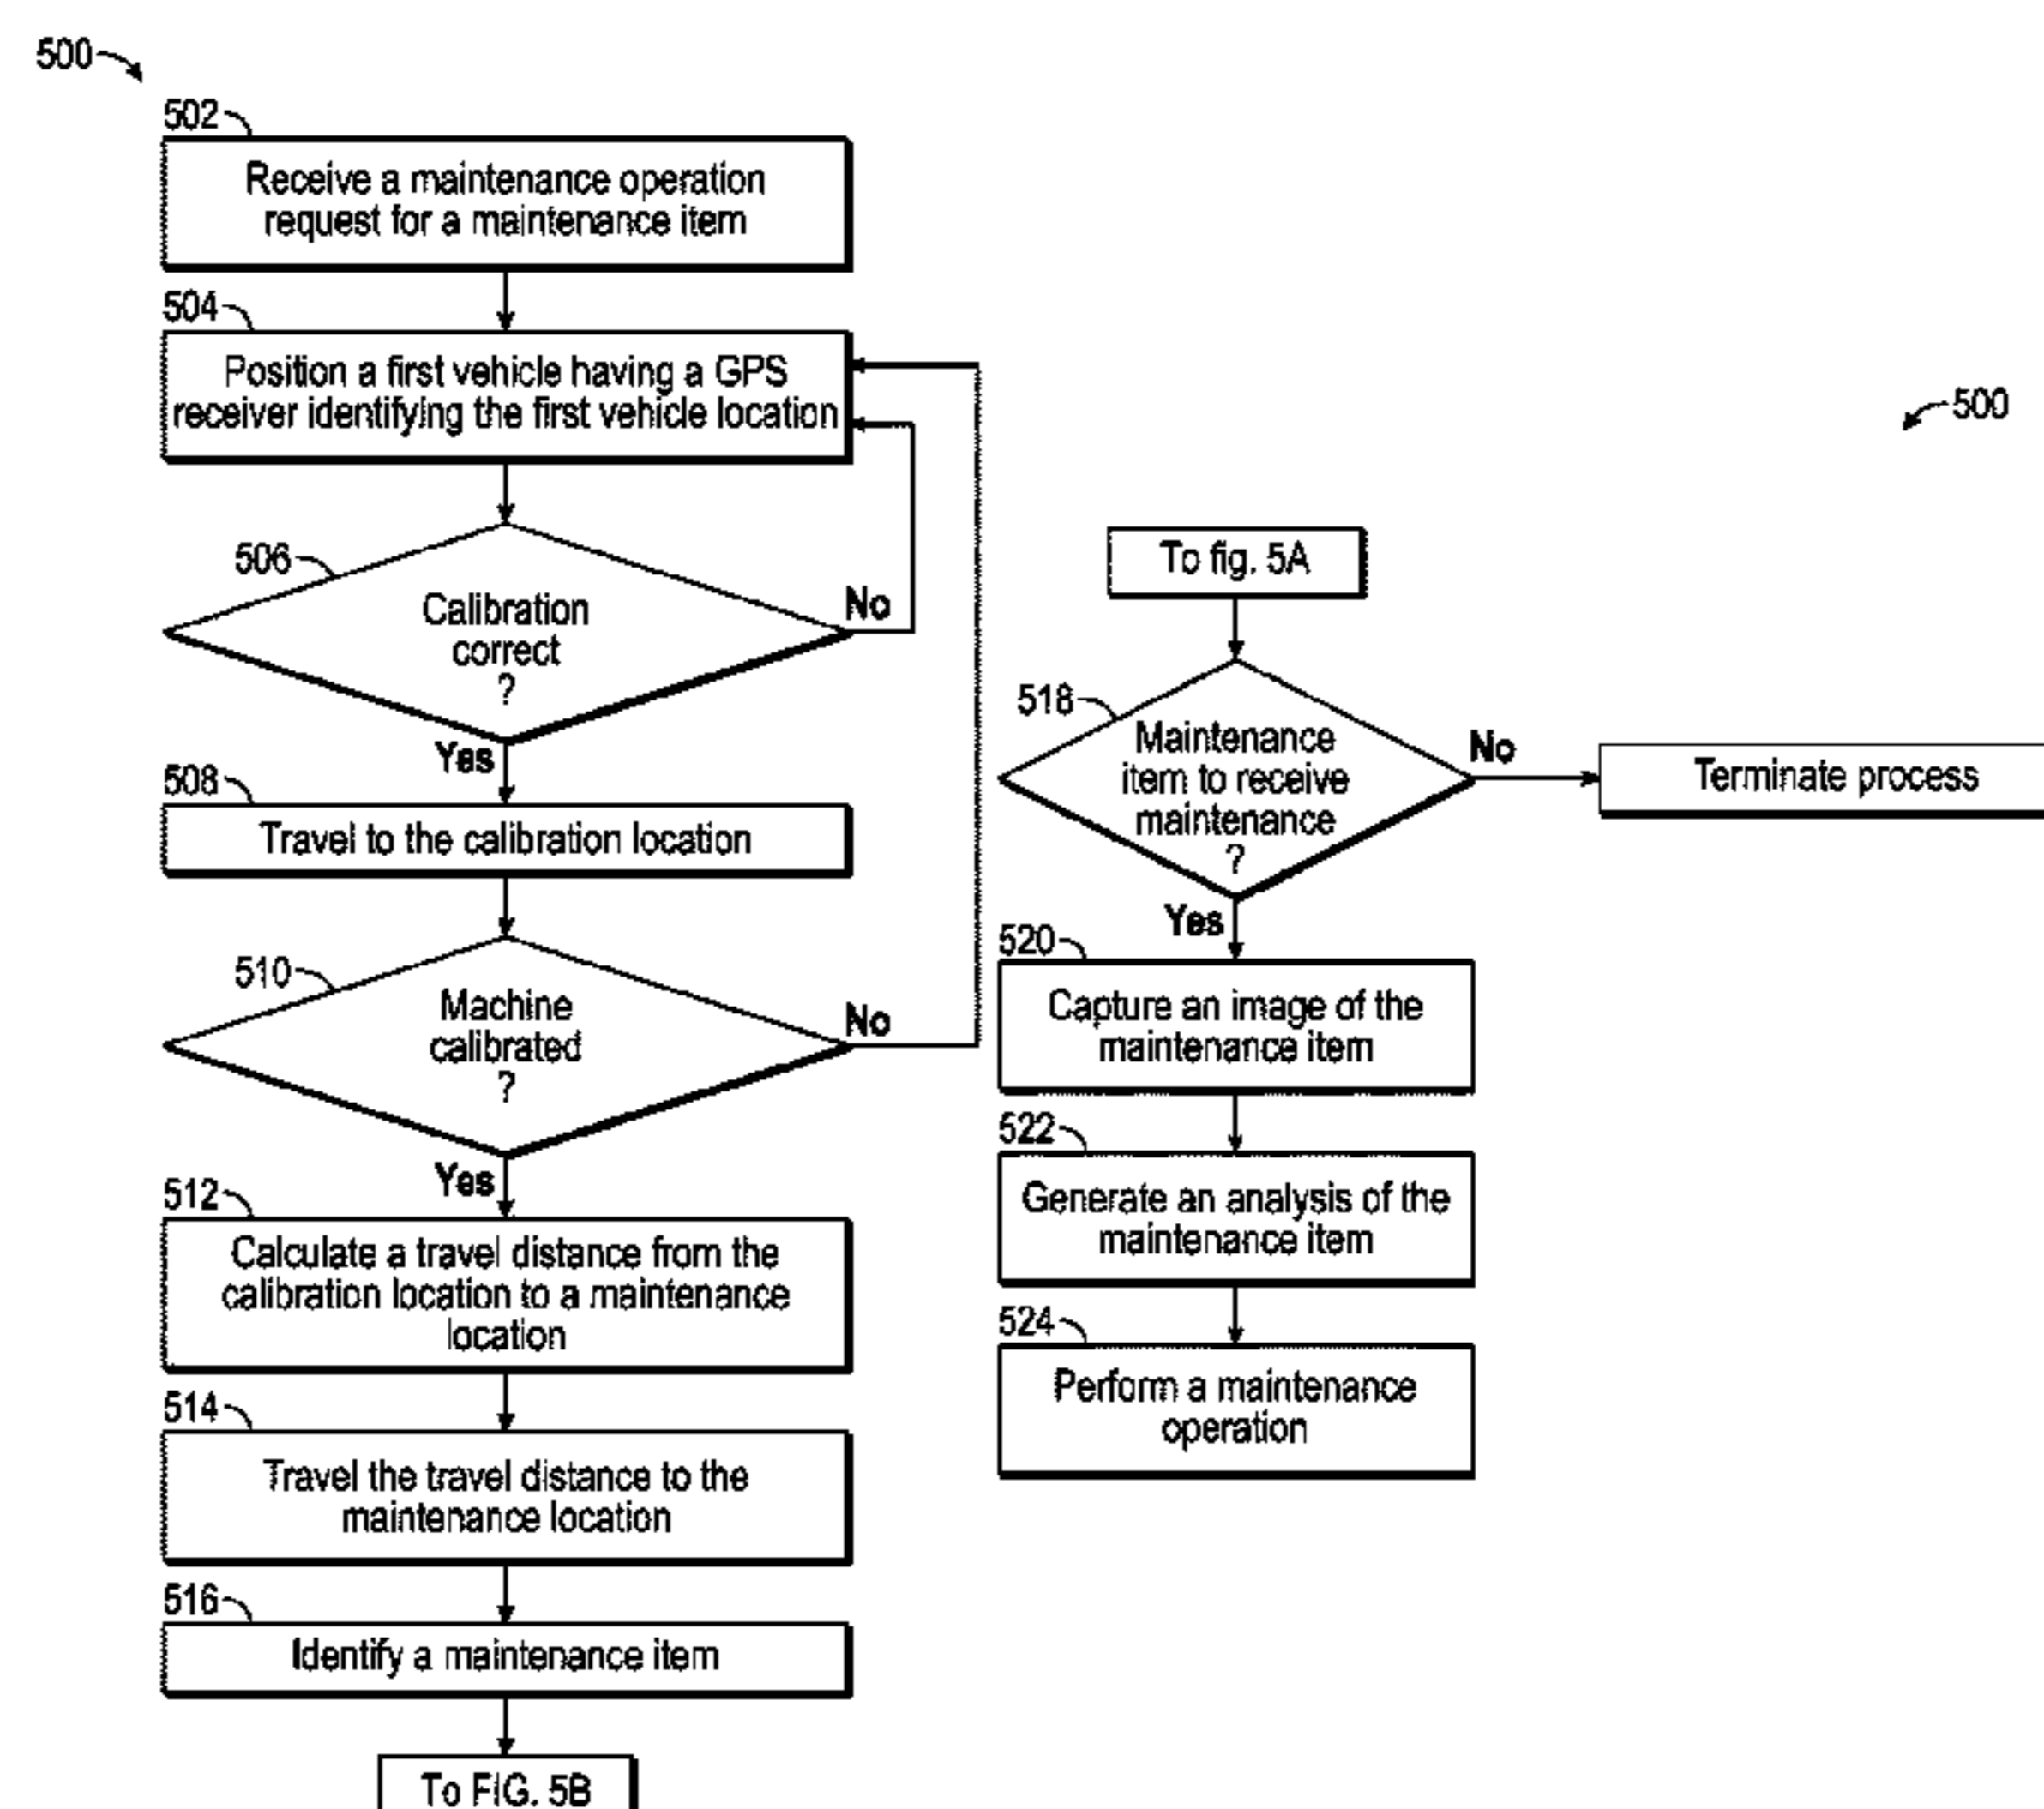 500
502
Receive a maintenance operation
request for a maintenance item
504
Position a first vehicle having a GPS
receiver identifying the first vehicle location
506
Calibration
correct
?
No
Yes
508
Travel to the calibration location
510
Machine
calibrated
?
No
Yes
512
Calculate a travel distance from the
calibration location to a maintenance
location
514
Travel the travel distance to the
maintenance location
516
Identify a maintenance item
To FIG. 5B
500
To fig. 5A
518
Maintenance
item to receive
maintenance
?
No
Terminate process
Yes
520
Capture an image of the
maintenance item
522
Generate an analysis of the
maintenance item
524
Perform a maintenance
operation